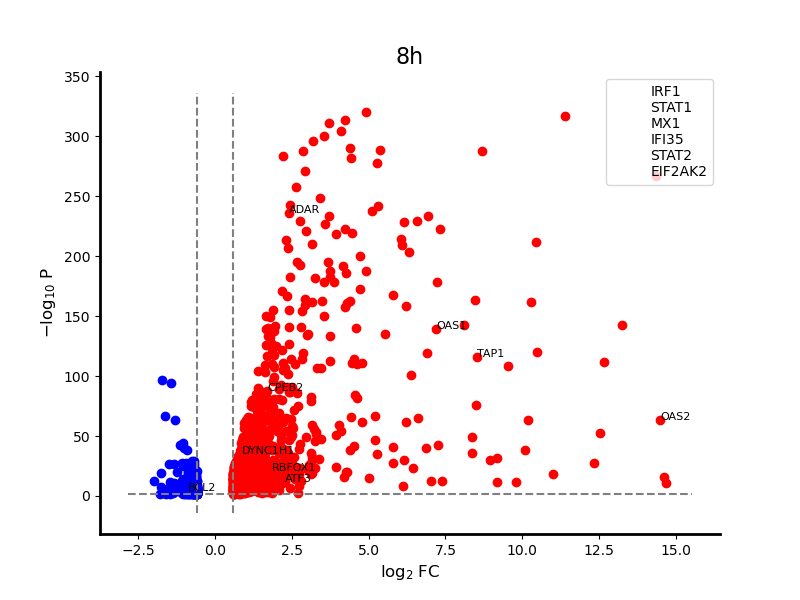 8h
350
300
250
200
150
100
50
0
−log10 P
IRF1
STAT1
MX1
IFI35
STAT2
EIF2AK2
ADAR
OAS1
TAP1
CPEB2
OAS2
DYNC1H1
RBFOX1
ATF3
BCL2
−2.5 0.0 2.5 5.0 7.5 10.0 12.5 15.0
log2 FC